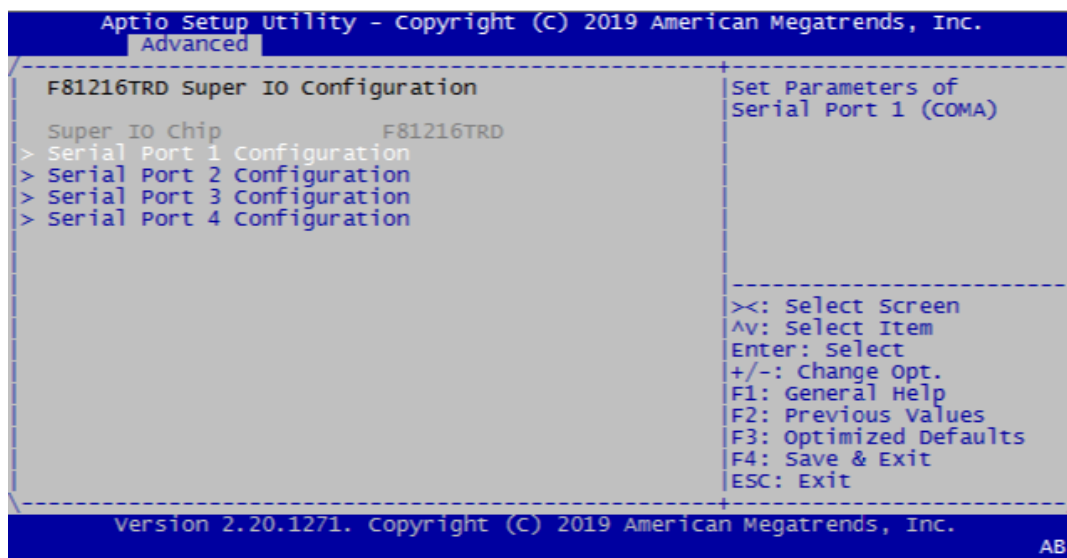 Aptio Setup Utility – Copyright (C) 2019 American Megatrends, Inc.
Advanced
F81216TRD Super IO Configuration
Super IO Chip F81216TRD
> Serial Port 1 Configuration
> Serial Port 2 Configuration
> Serial Port 3 Configuration
> Serial Port 4 Configuration
Set Parameters of
Serial Port 1 (COMA)
><: Select Screen
^v: Select Item
Enter: Select
+/-: Change Opt.
F1: General Help
F2: Previous Values
F3: Optimized Defaults
F4: Save & Exit
ESC: Exit
Version 2.20.1271. Copyright (C) 2019 American Megatrends, Inc.
AB